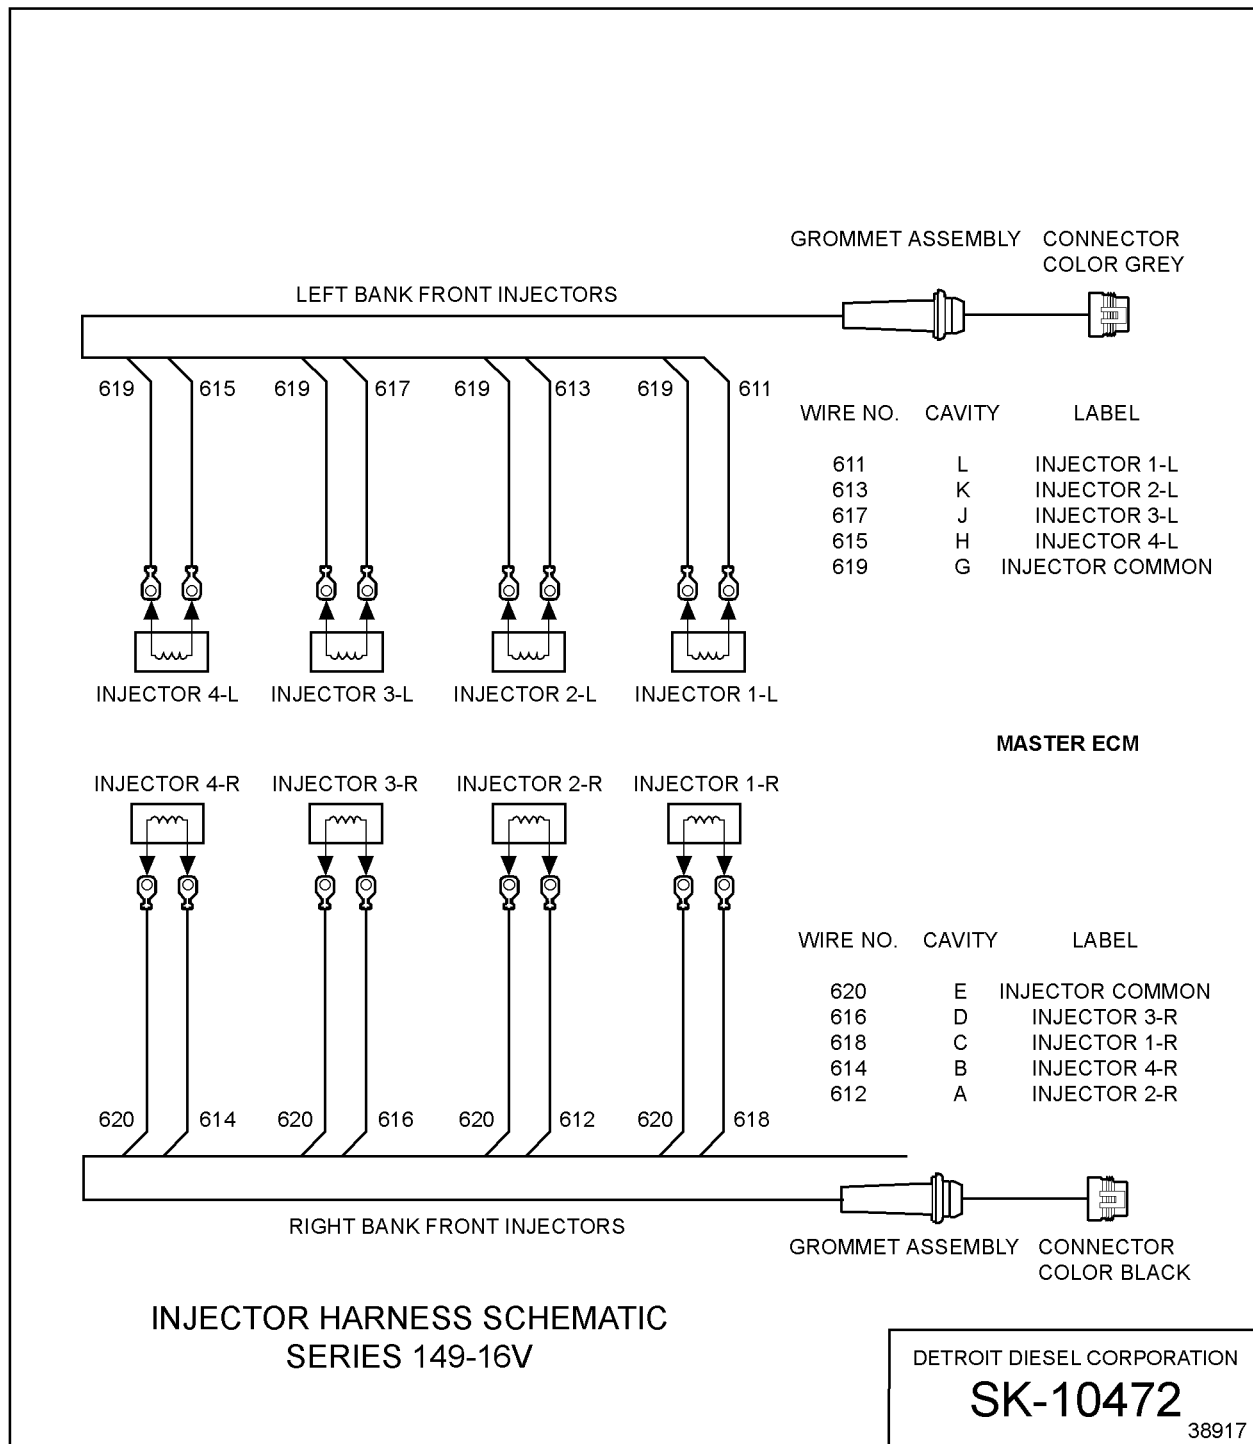 GROMMET ASSEMBLY CONNECTOR
COLOR GREY
LEFT BANK FRONT INJECTORS
619 615 619 617 619 613 619 611
WIRE NO. CAVITY LABEL
611 L INJECTOR 1-L
613 K INJECTOR 2-L
617 J INJECTOR 3-L
615 H INJECTOR 4-L
619 G INJECTOR COMMON
INJECTOR 4-L INJECTOR 3-L INJECTOR 2-L INJECTOR 1-L
MASTER ECM
INJECTOR 4-R INJECTOR 3-R INJECTOR 2-R INJECTOR 1-R
WIRE NO. CAVITY LABEL
620 E INJECTOR COMMON
616 D INJECTOR 3-R
618 C INJECTOR 1-R
614 B INJECTOR 4-R
612 A INJECTOR 2-R
620 614 620 616 620 612 620 618
RIGHT BANK FRONT INJECTORS
GROMMET ASSEMBLY CONNECTOR
COLOR BLACK
INJECTOR HARNESS SCHEMATIC
SERIES 149-16V
DETROIT DIESEL CORPORATION
SK-10472
38917